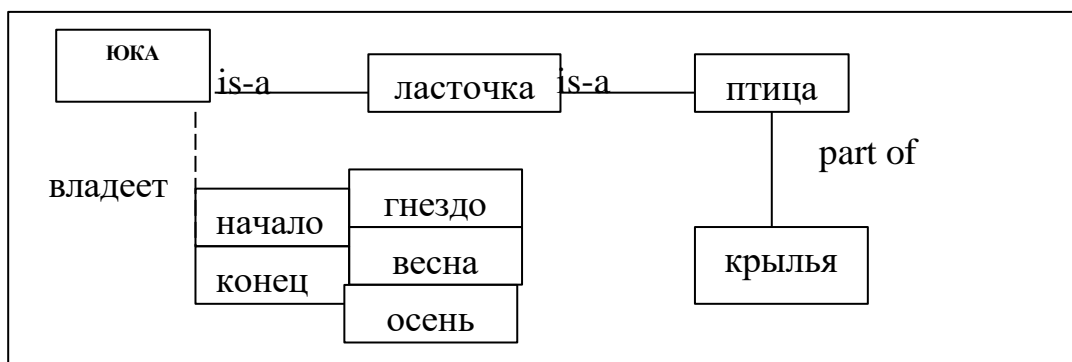 ЮКА
is-a
ласточка
is-a
птица
part of
владеет
гнездо
начало
весна
конец
осень
крылья